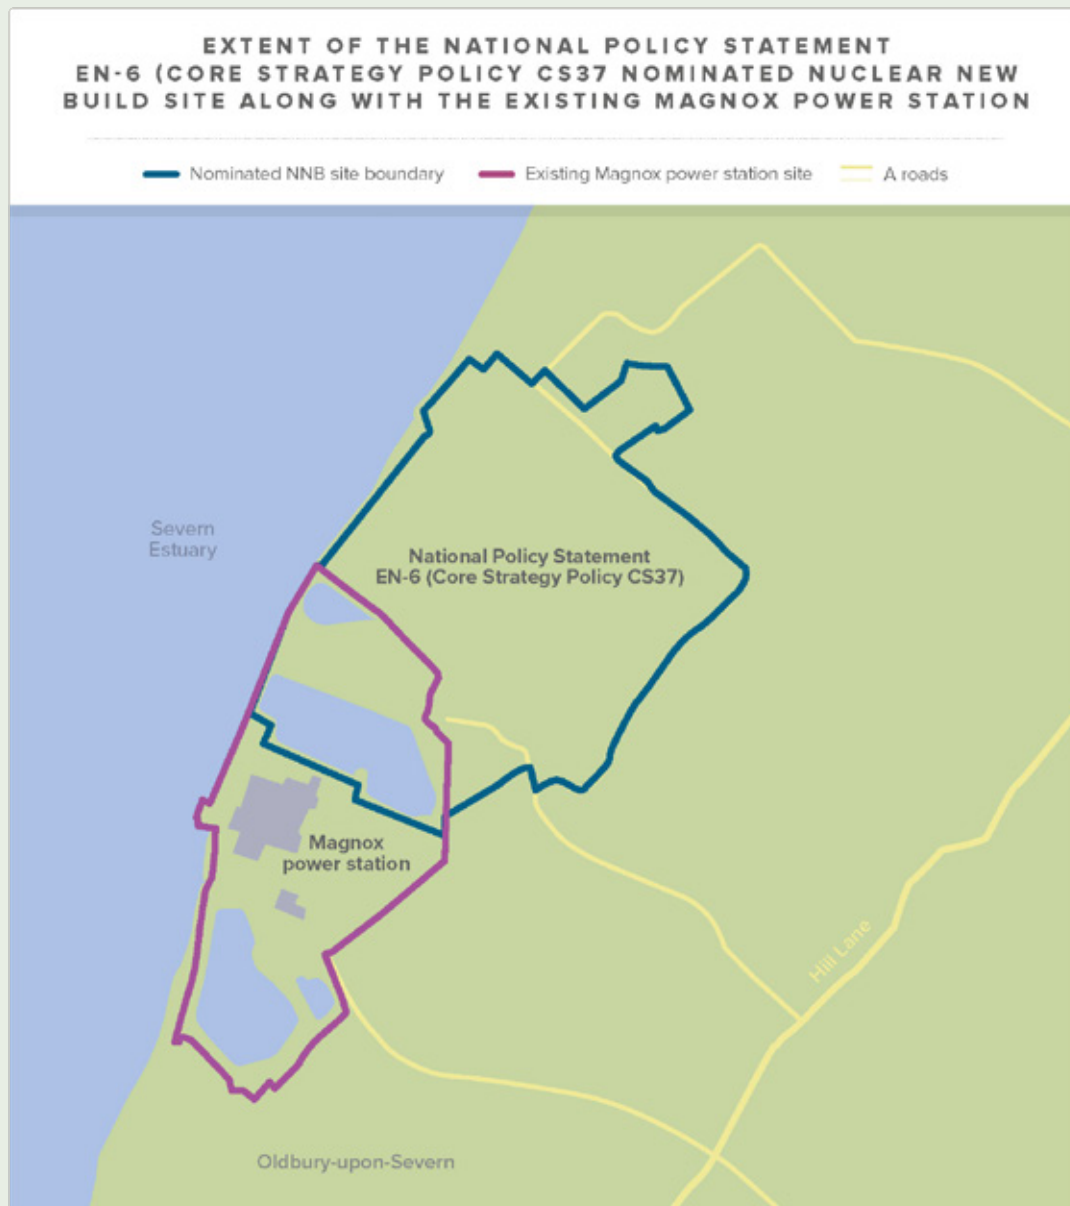 EXTENT OF THE NATIONAL POLICY STATEMENT
EN-6 (CORE STRATEGY POLICY CS37 NOMINATED NUCLEAR NEW
BUILD SITE ALONG WITH THE EXISTING MAGNOX POWER STATION
Nominated NNB site boundary
Existing Magnox power station site
A roads
Severn
Estuary
National Policy Statement
EN-6 (Core Strategy Policy CS37)
Magnox
power station
Hill Lane
Oldbury-upon-Severn